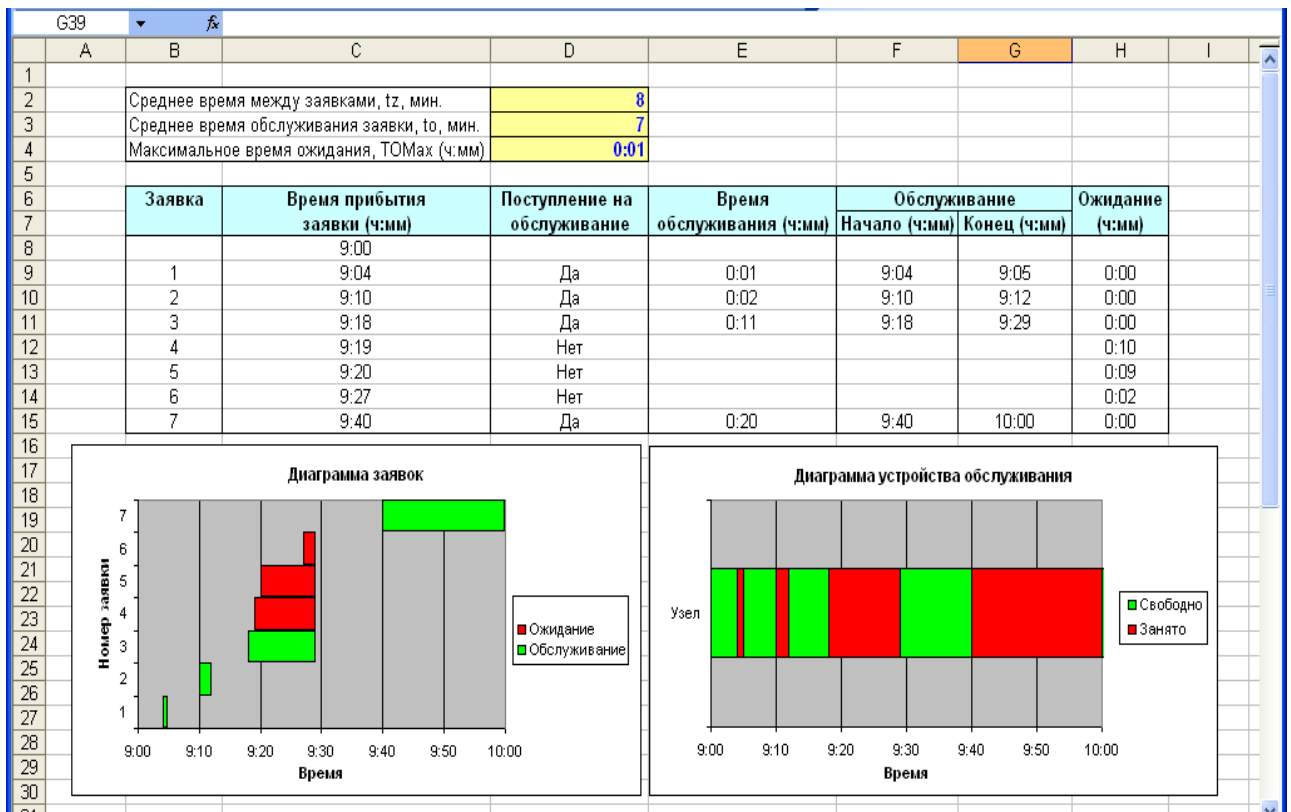 G39 fx
A B C D E F G H I
1
2 Среднее время между заявками, tz, мин. 8
3 Среднее время обслуживания заявки, to, мин. 7
4 Максимальное время ожидания, TOMax (ч:мм) 0:01
5
6 Заявка Время прибытия Поступление на Время Обслуживание Ожидание
7 заявки (ч:мм) обслуживание обслуживания (ч:мм) Начало (ч:мм) Конец (ч:мм) (ч:мм)
8 9:00
9 1 9:04 Да 0:01 9:04 9:05 0:00
10 2 9:10 Да 0:02 9:10 9:12 0:00
11 3 9:18 Да 0:11 9:18 9:29 0:00
12 4 9:19 Нет 0:10
13 5 9:20 Нет 0:09
14 6 9:27 Нет 0:02
15 7 9:40 Да 0:20 9:40 10:00 0:00
16
17
18
19
20
21
22
23
24
25
26
27
28
29
30
Диаграмма заявок
Номер заявки
7
6
5
4
3
2
1
9:00 9:10 9:20 9:30 9:40 9:50 10:00
Время
Ожидание
Обслуживание
Диаграмма устройства обслуживания
Узел
9:00 9:10 9:20 9:30 9:40 9:50 10:00
Время
Свободно
Занято